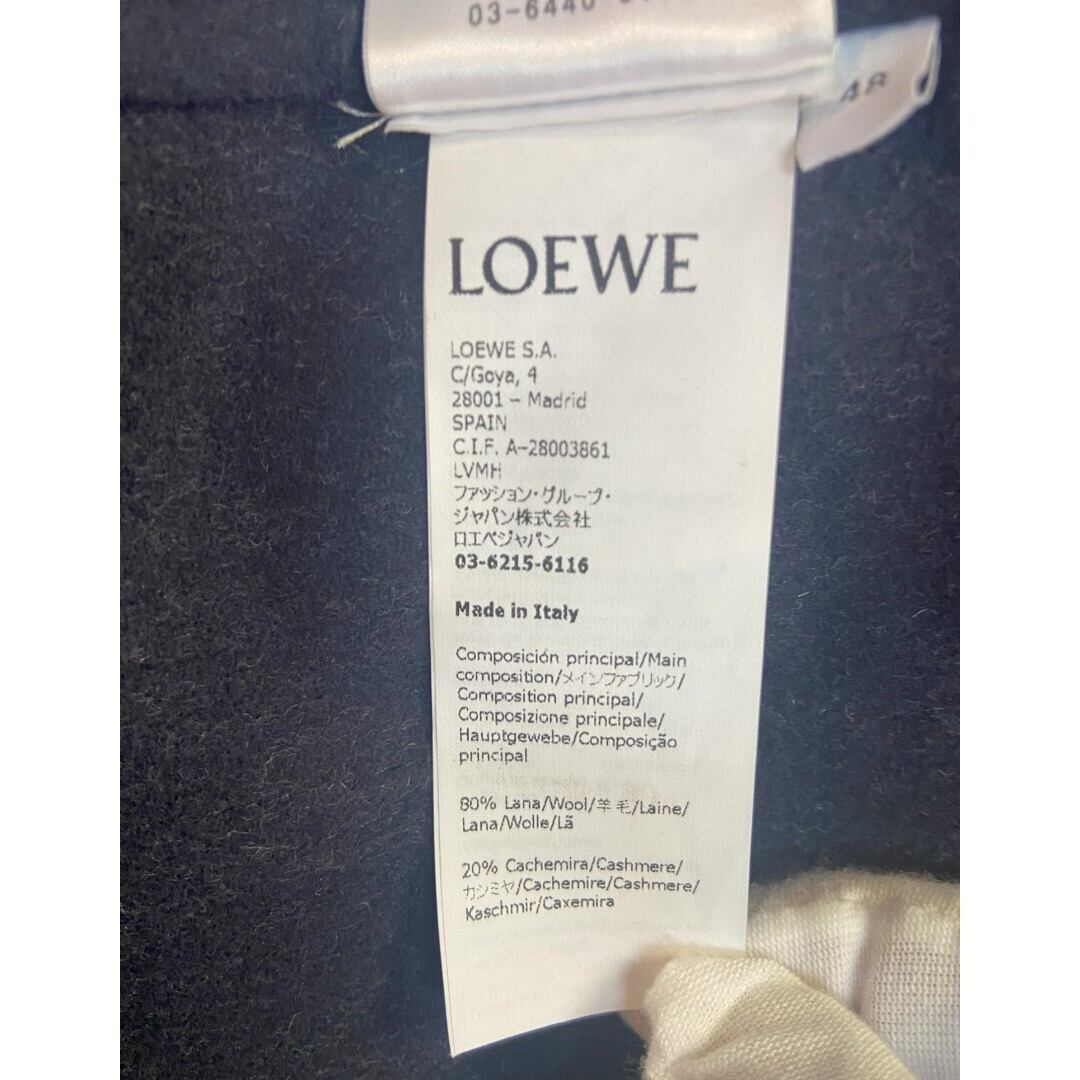 03-6440-
48
LOEWE
LOEWE S.A.
C/Goya, 4
28001 – Madrid
SPAIN
C.I.F. A-28003861
LVMH
ファッション・グループ・
ジャパン株式会社
ロエベジャパン
03-6215-6116
Made in Italy
Composición principal/Main
composition/メインファブリック/
Composition principal/
Composizione principale/
Hauptgewebe/Composição
principal
80% Lana/Wool/羊毛/Laine/
Lana/Wolle/Lã
20% Cachemira/Cashmere/
カシミヤ/Cachemire/Cashmere/
Kaschmir/Caxemira